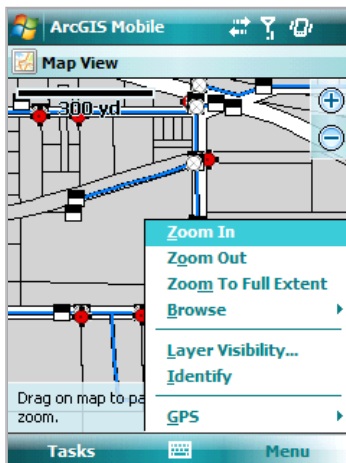 ArcGIS Mobile
Map View
300 yd
Zoom In
Zoom Out
Zoom To Full Extent
Browse
Layer Visibility...
Identify
GPS
Drag on map to pa
zoom.
Tasks
Menu